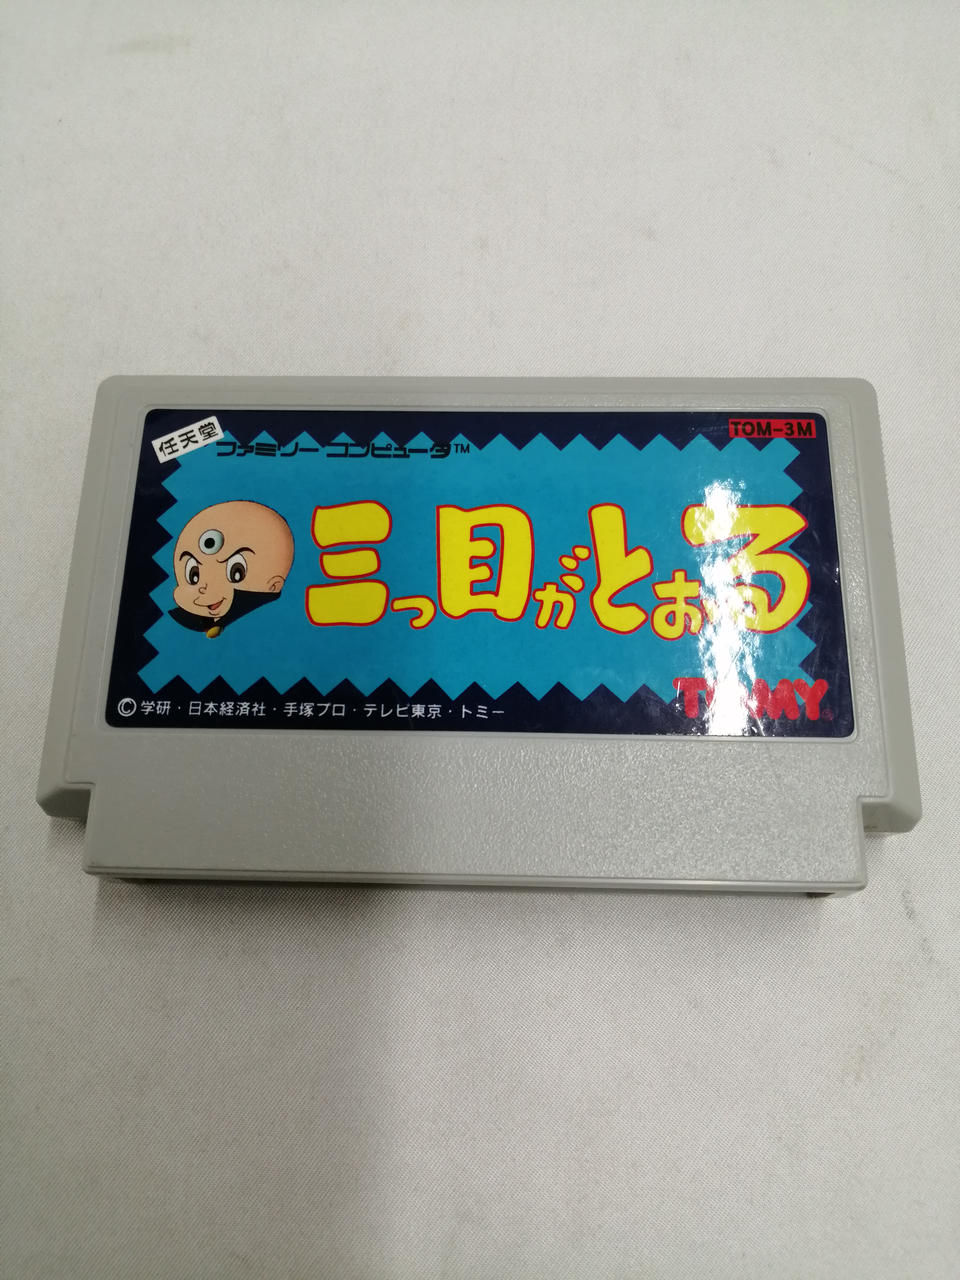 任天堂
ファミリー コンピュータ™
TOM-3M
三つ目がとおる
TOMY®
©学研・日本経済社・手塚プロ・テレビ東京・トミー